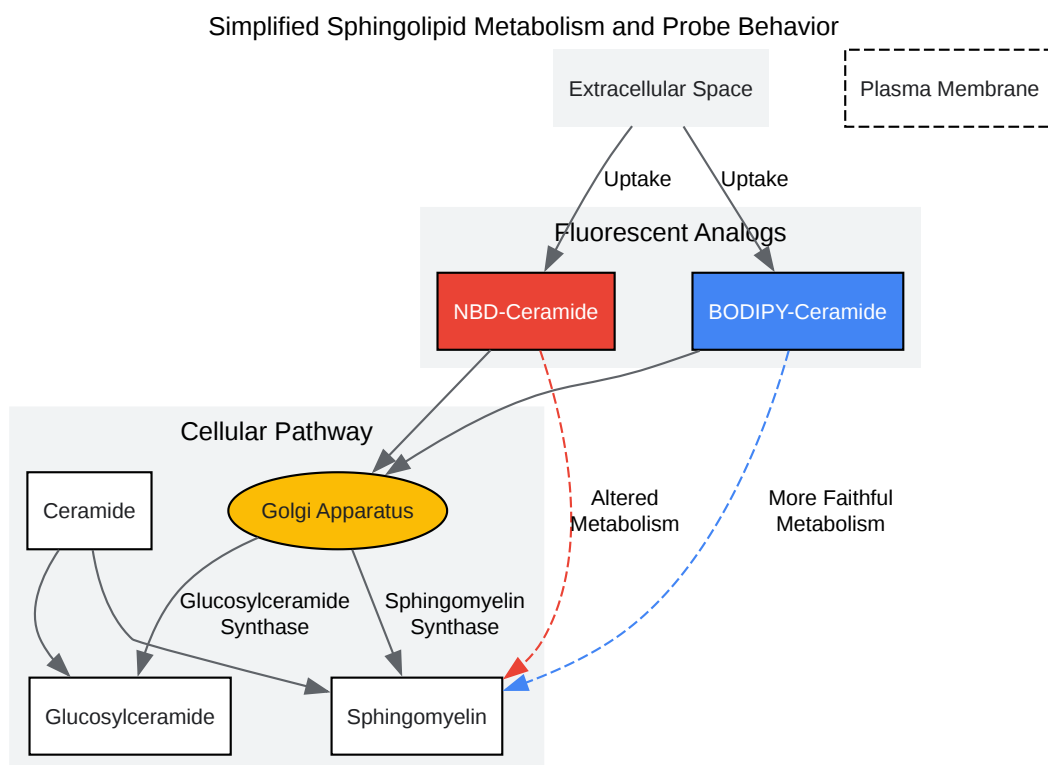 Simplified Sphingolipid Metabolism and Probe Behavior
Extracellular Space
Plasma Membrane
Uptake
Uptake
Fluorescent Analogs
NBD-Ceramide
BODIPY-Ceramide
Cellular Pathway
Ceramide
Golgi Apparatus
Altered
Metabolism
More Faithful
Metabolism
Glucosylceramide
Synthase
Sphingomyelin
Synthase
Glucosylceramide
Sphingomyelin